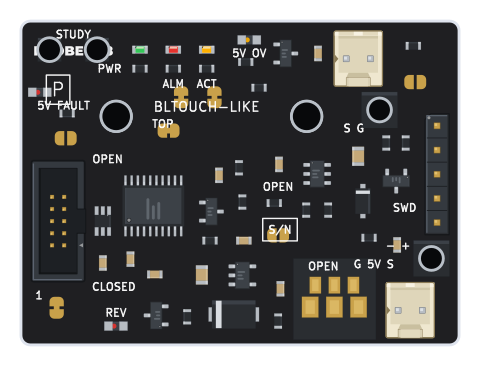 STUDY
PWR
5V OV
ALM ACT
P
5V FAULT
BLTOUCH-LIKE
TOP
S G
OPEN
OPEN
SWD
S/N
+
OPEN
G 5V S
CLOSED
1
REV